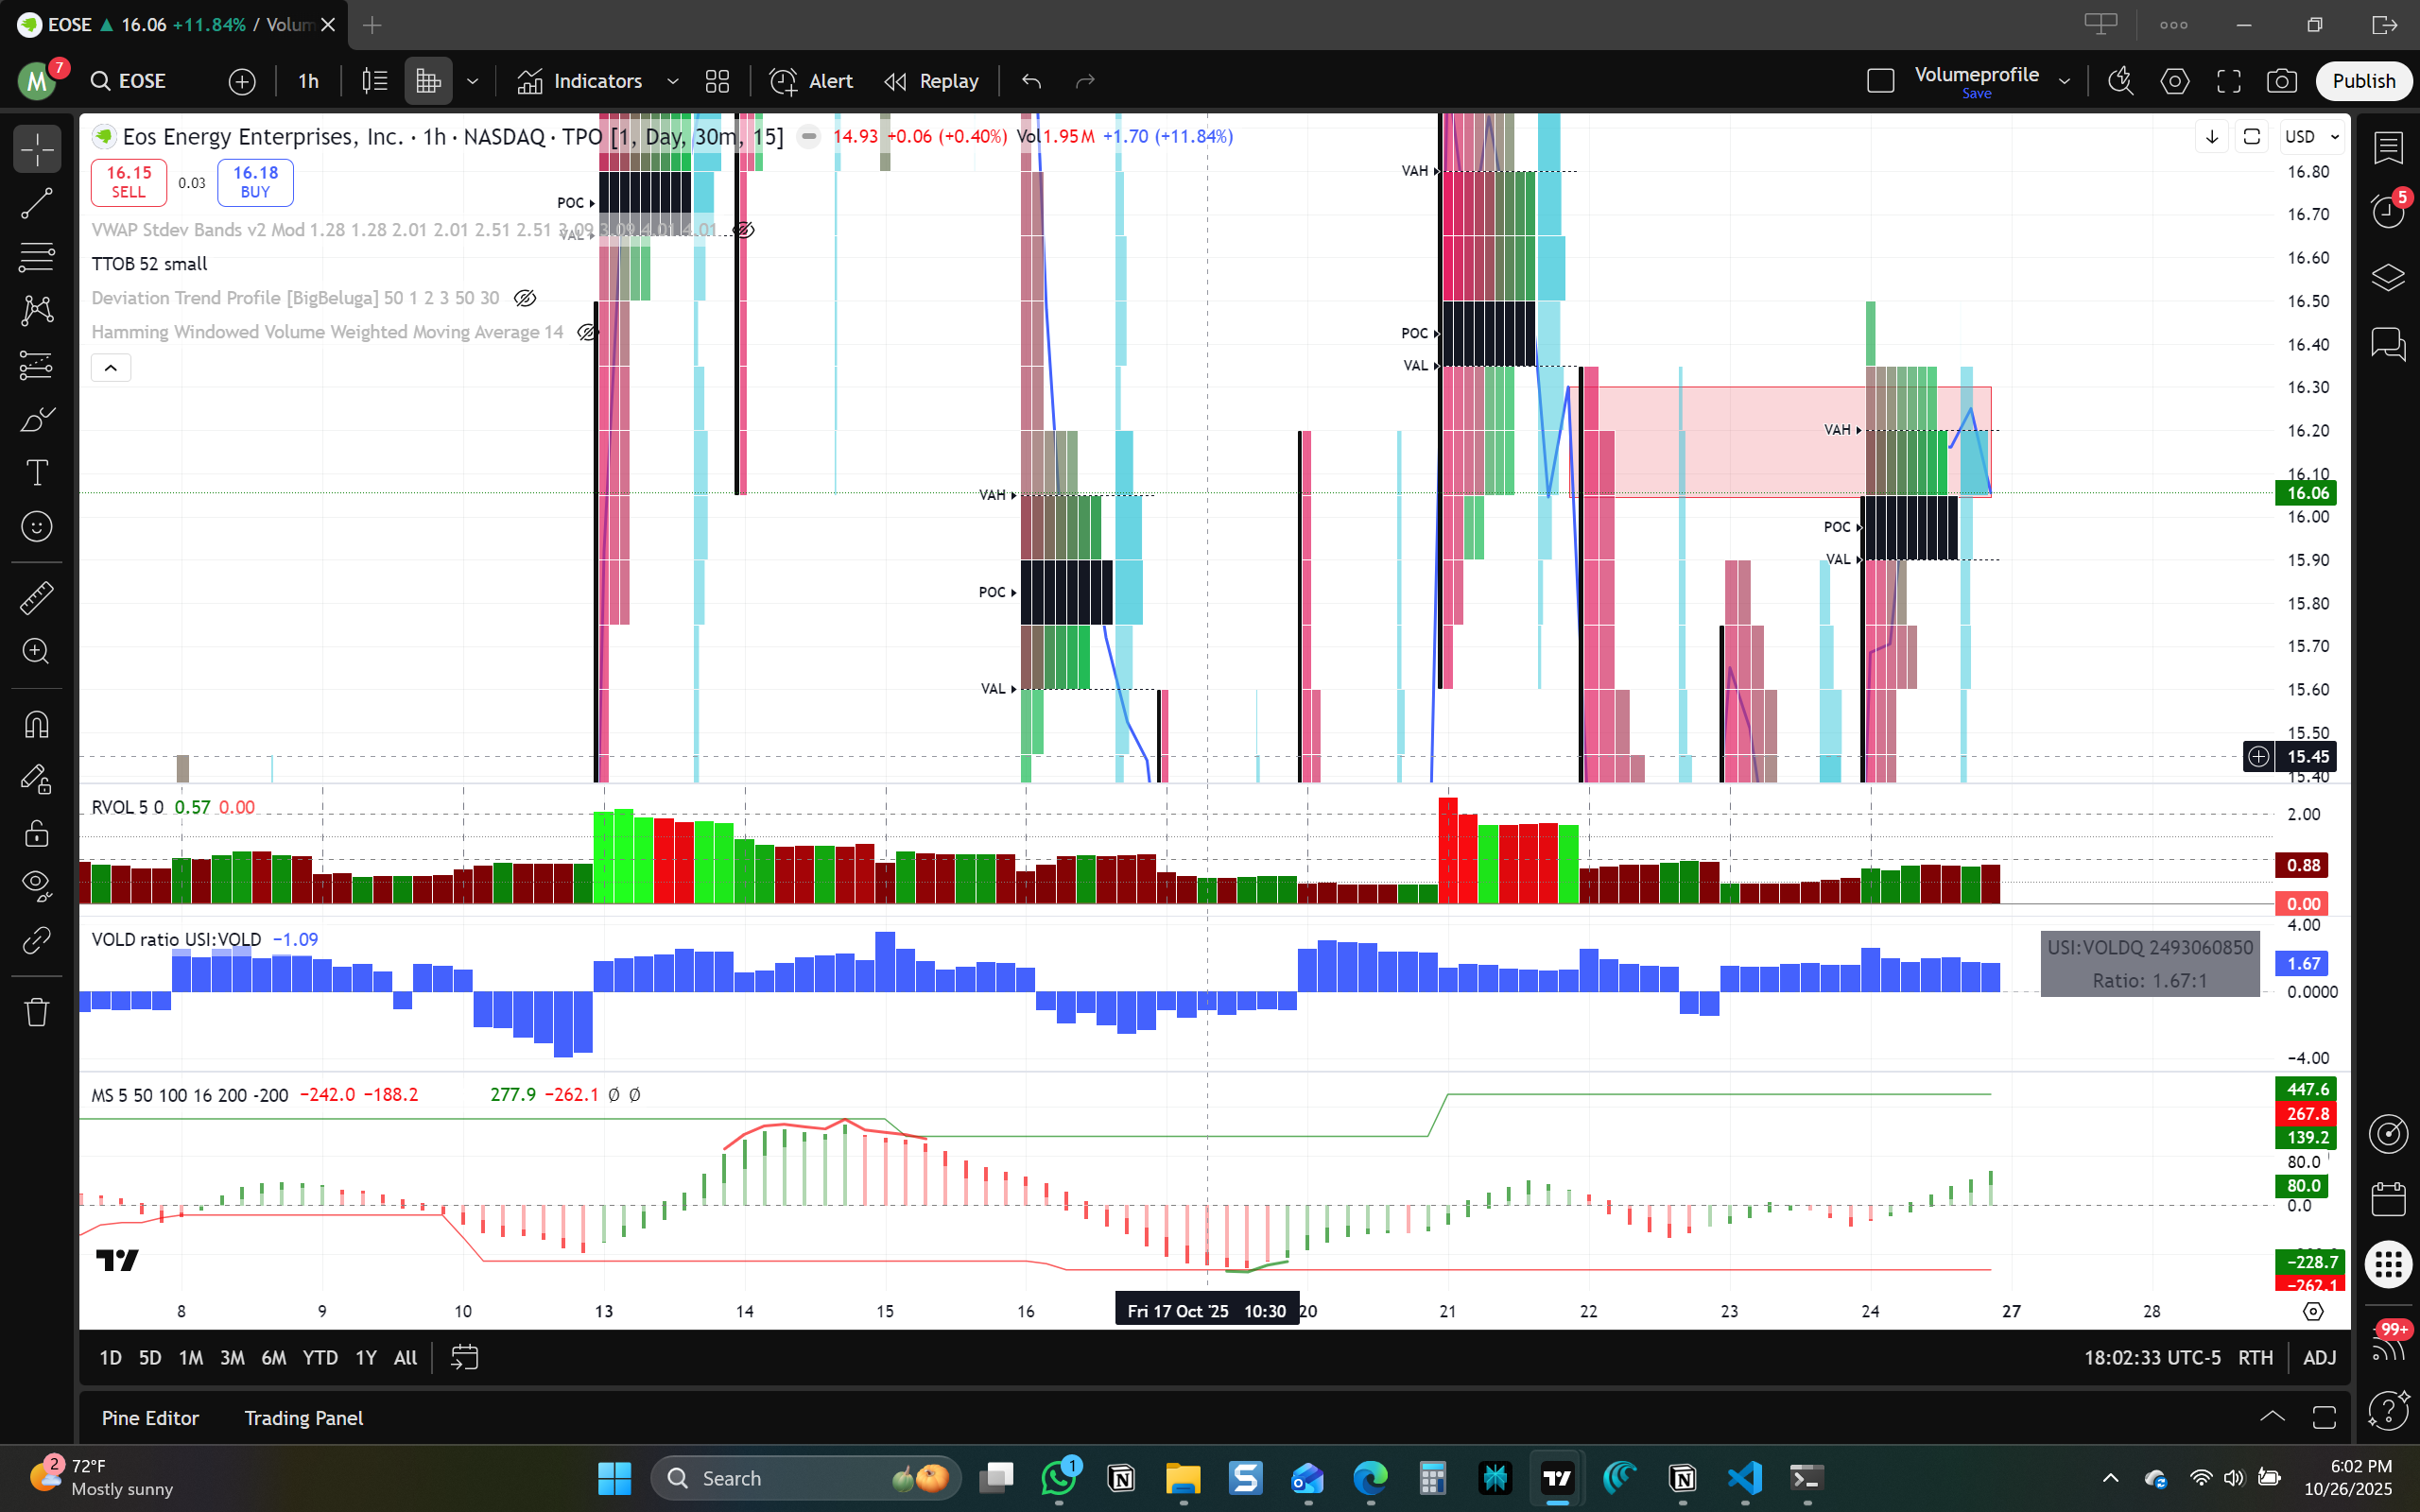 EOSE ▲ 16.06 +11.84% / Volum
M 7 EOSE 1h Indicators Alert Replay Volumeprofile Save Publish
Eos Energy Enterprises, Inc. · 1h · NASDAQ · TPO [1, Day, 30m, 15] 14.93 +0.06 (+0.40%) Vol1.95M +1.70 (+11.84%)
USD
16.15 SELL 0.03 16.18 BUY
VWAP Stdev Bands v2 Mod 1.28 1.28 2.01 2.01 2.51 2.51 3.09 3.09 4.01 4.01
TTOB 52 small
Deviation Trend Profile [BigBeluga] 50 1 2 3 50 30
Hamming Windowed Volume Weighted Moving Average 14
POC
VAL
VAH
POC
VAL
VAH
POC
VAL
VAH
POC
VAL
16.80
16.70
16.60
16.50
16.40
16.30
16.20
16.10
16.06
16.00
15.90
15.80
15.70
15.60
15.50
15.45
15.40
5
RVOL 5 0 0.57 0.00
2.00
0.88
0.00
VOLD ratio USI:VOLD −1.09
4.00
USI:VOLDQ 2493060850
Ratio: 1.67:1
1.67
0.0000
−4.00
MS 5 50 100 16 200 -200 −242.0 −188.2 277.9 −262.1 Ø Ø
447.6
267.8
139.2
80.0
80.0
0.0
−228.7
−262.1
8 9 10 13 14 15 16 Fri 17 Oct '25 10:30 20 21 22 23 24 27 28
99+
1D 5D 1M 3M 6M YTD 1Y All 18:02:33 UTC-5 RTH ADJ
Pine Editor Trading Panel
2 72°F
Mostly sunny
Search
1
6:02 PM
10/26/2025